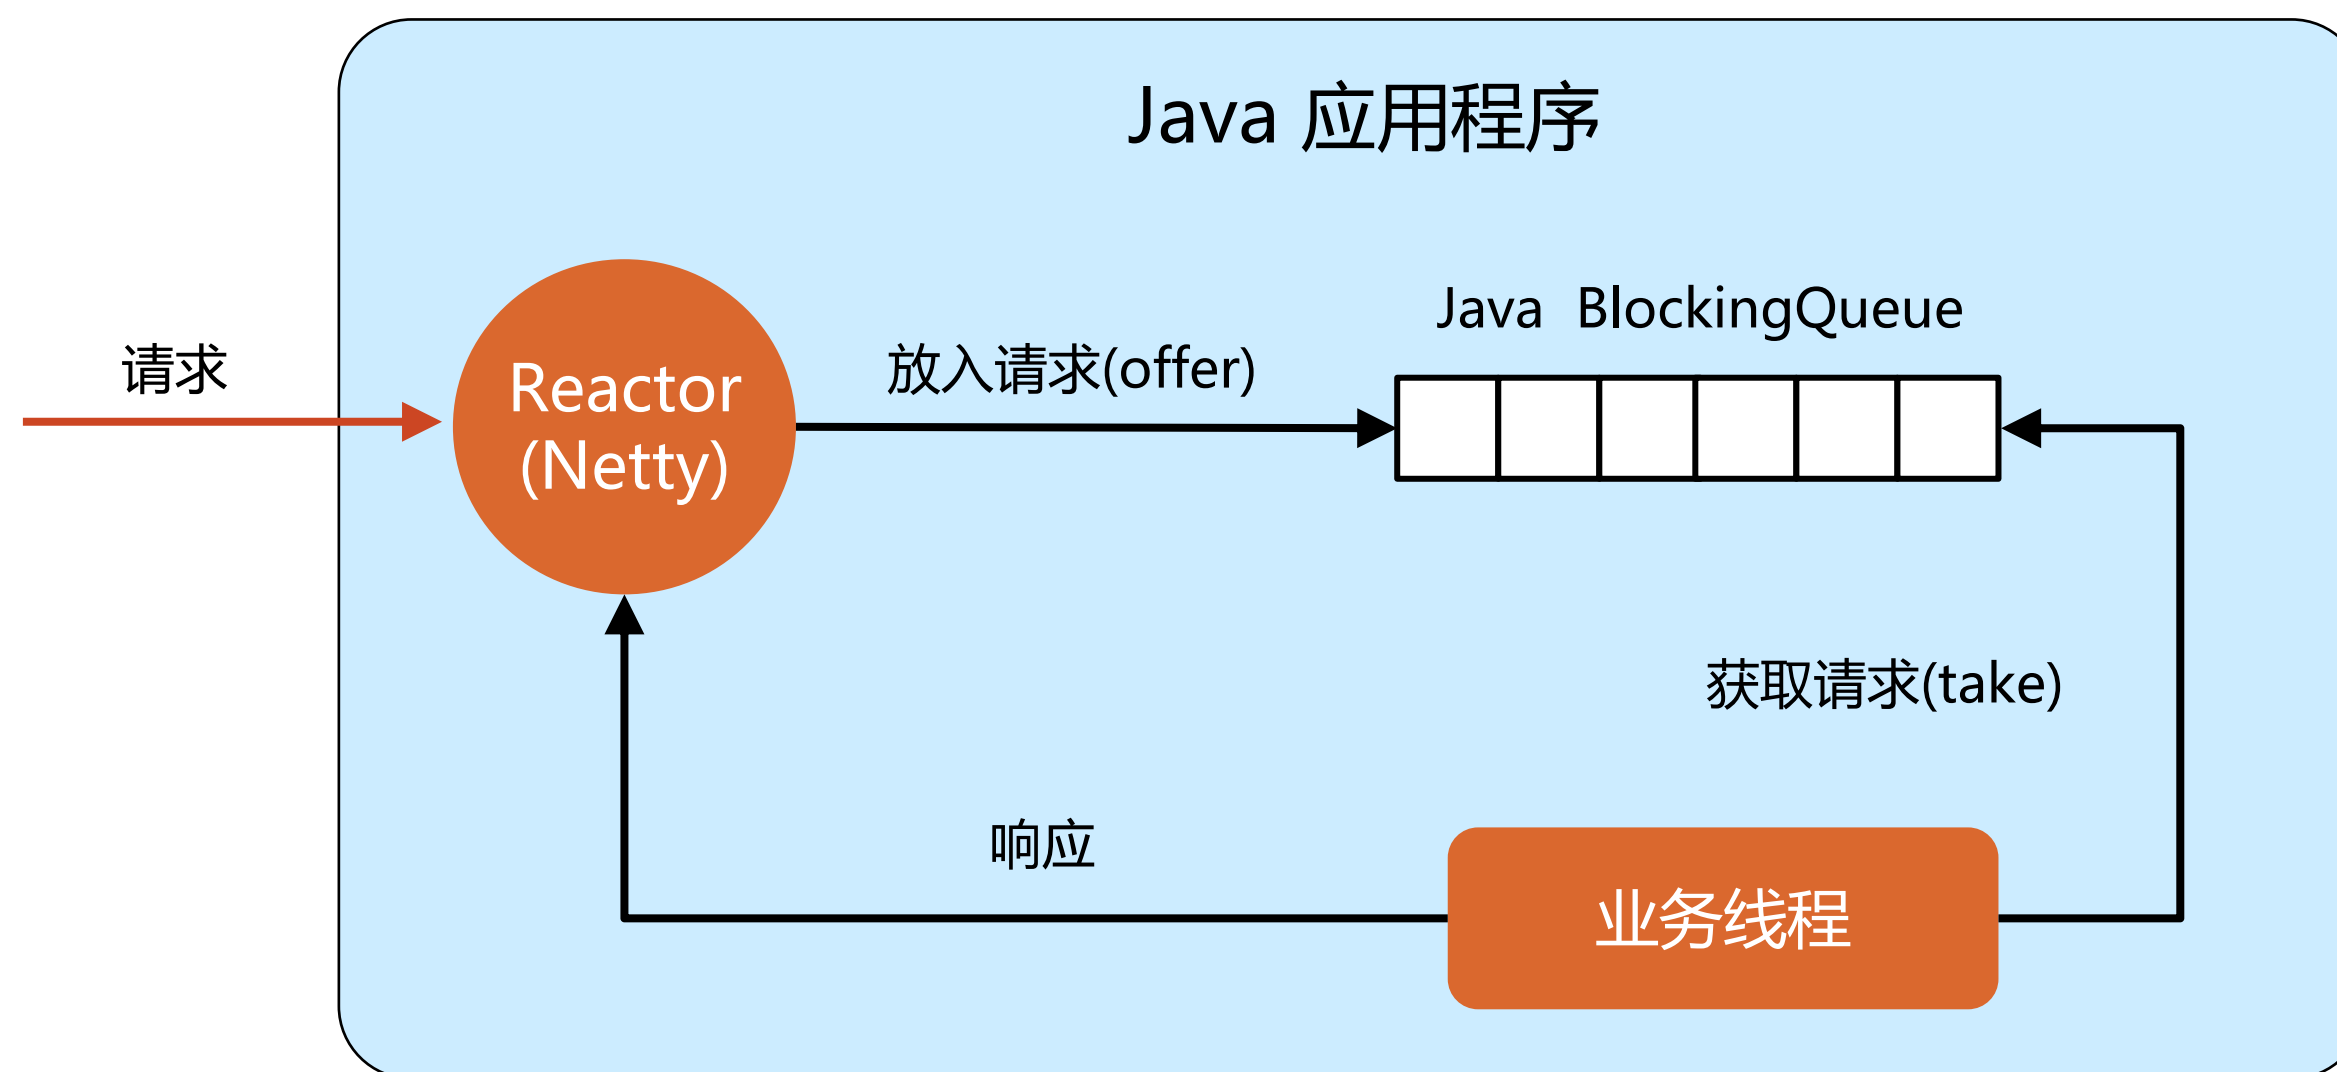 Java 应用程序
请求
Reactor
(Netty)
放入请求(offer)
Java BlockingQueue
获取请求(take)
响应
业务线程